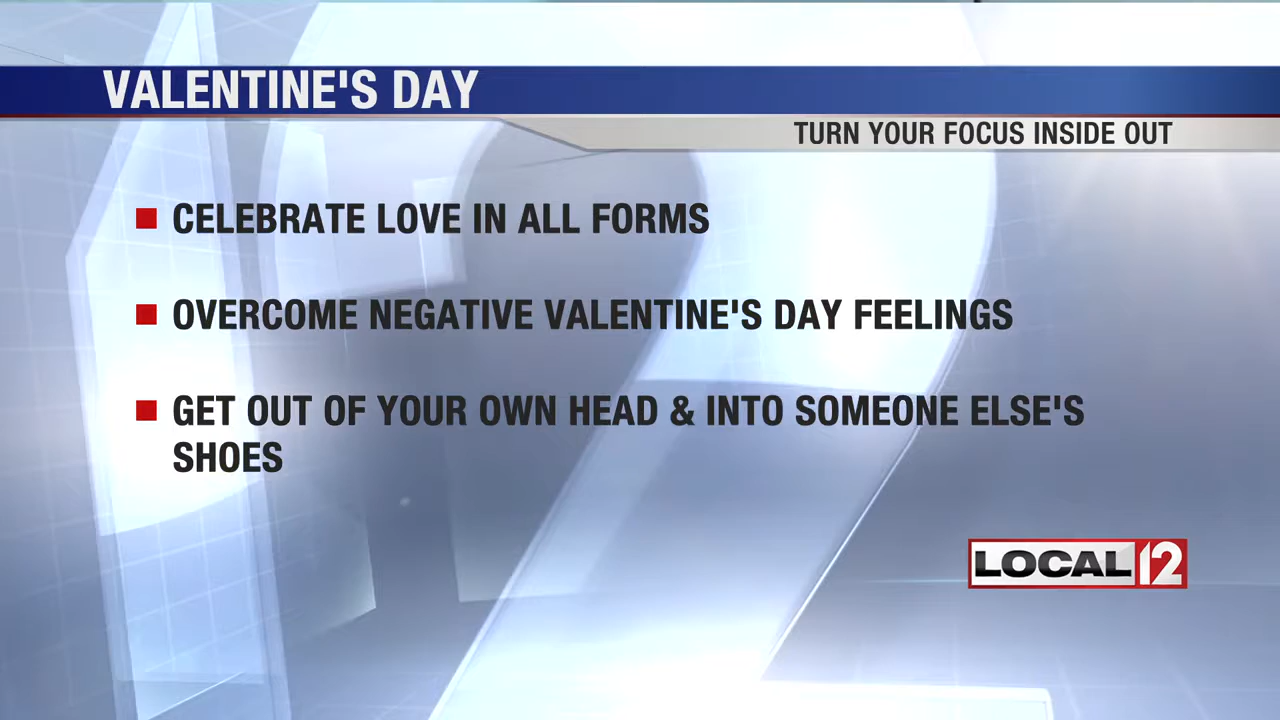 VALENTINE'S DAY
TURN YOUR FOCUS INSIDE OUT
CELEBRATE LOVE IN ALL FORMS
OVERCOME NEGATIVE VALENTINE'S DAY FEELINGS
GET OUT OF YOUR OWN HEAD & INTO SOMEONE ELSE'S
SHOES
LOCAL 12